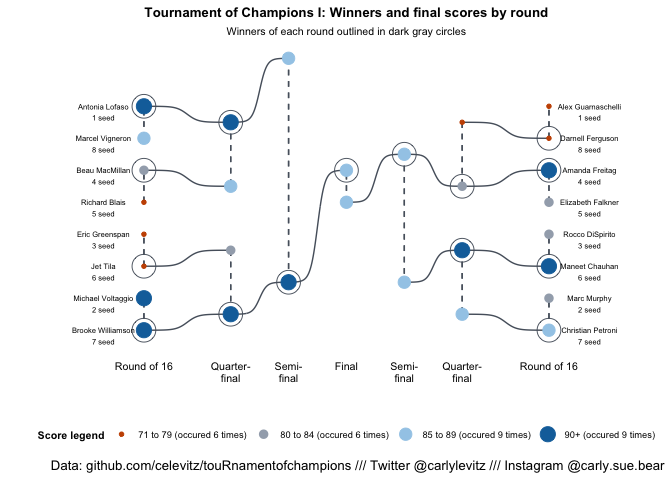 Tournament of Champions I: Winners and final scores by round
Winners of each round outlined in dark gray circles
Antonia Lofaso
1 seed
Marcel Vigneron
8 seed
Beau MacMillan
4 seed
Richard Blais
5 seed
Eric Greenspan
3 seed
Jet Tila
6 seed
Michael Voltaggio
2 seed
Brooke Williamson
7 seed
Alex Guarnaschelli
1 seed
Darnell Ferguson
8 seed
Amanda Freitag
4 seed
Elizabeth Falkner
5 seed
Rocco DiSpirito
3 seed
Maneet Chauhan
6 seed
Marc Murphy
2 seed
Christian Petroni
7 seed
Round of 16
Quarter-
final
Semi-
final
Final
Semi-
final
Quarter-
final
Round of 16
Score legend 71 to 79 (occured 6 times) 80 to 84 (occured 6 times) 85 to 89 (occured 9 times) 90+ (occured 9 times)
Data: github.com/celevitz/touRnamentofchampions /// Twitter @carlylevitz /// Instagram @carly.sue.bear